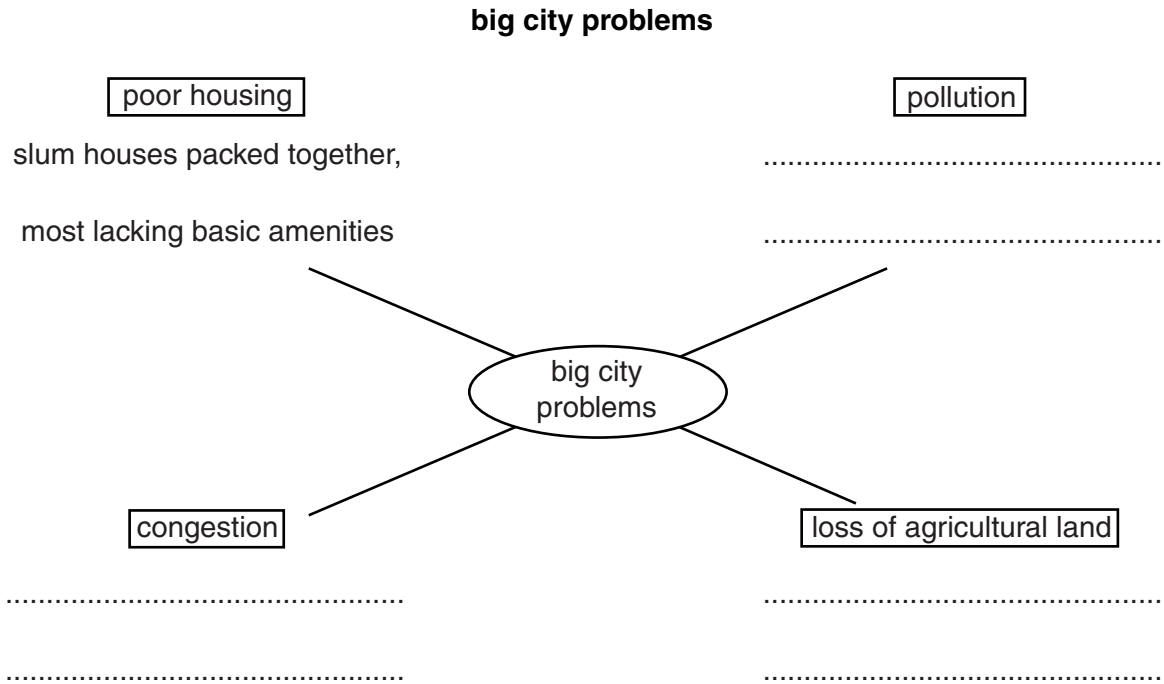 big city problems
poor housing
slum houses packed together,
most lacking basic amenities
pollution
................................................
................................................
big city
problems
congestion
................................................
................................................
loss of agricultural land
................................................
................................................